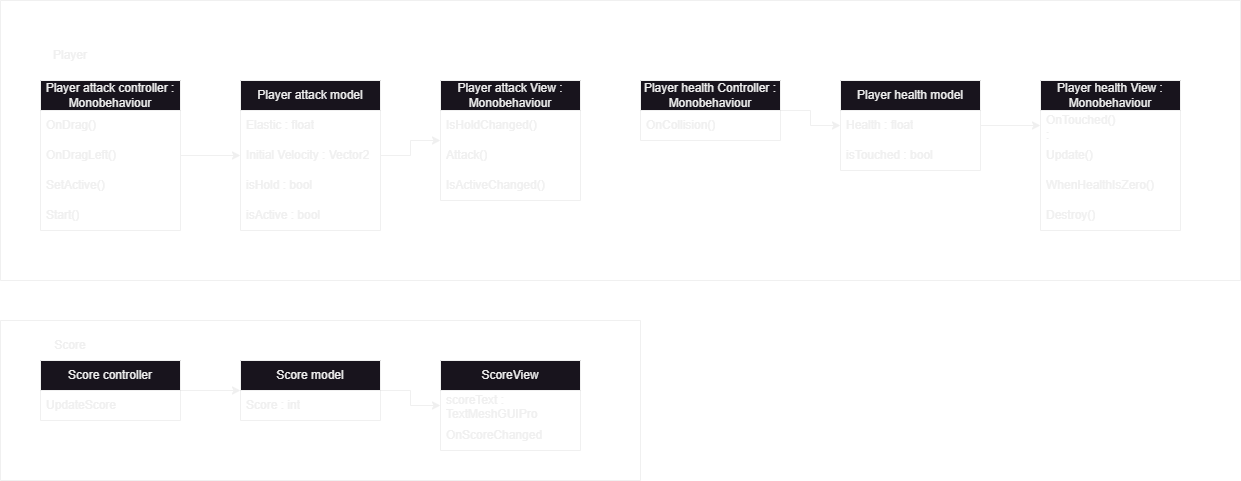 Player
Player attack controller :
Monobehaviour
OnDrag()
OnDragLeft()
SetActive()
Start()
Player attack model
Elastic : float
Initial Velocity : Vector2
isHold : bool
isActive : bool
Player attack View :
Monobehaviour
IsHoldChanged()
Attack()
IsActiveChanged()
Player health Controller :
Monobehaviour
OnCollision()
Player health model
Health : float
isTouched : bool
Player health View :
Monobehaviour
OnTouched()
:
Update()
WhenHealthIsZero()
Destroy()
Score
Score controller
UpdateScore
Score model
Score : int
ScoreView
scoreText :
TextMeshGUIPro
OnScoreChanged